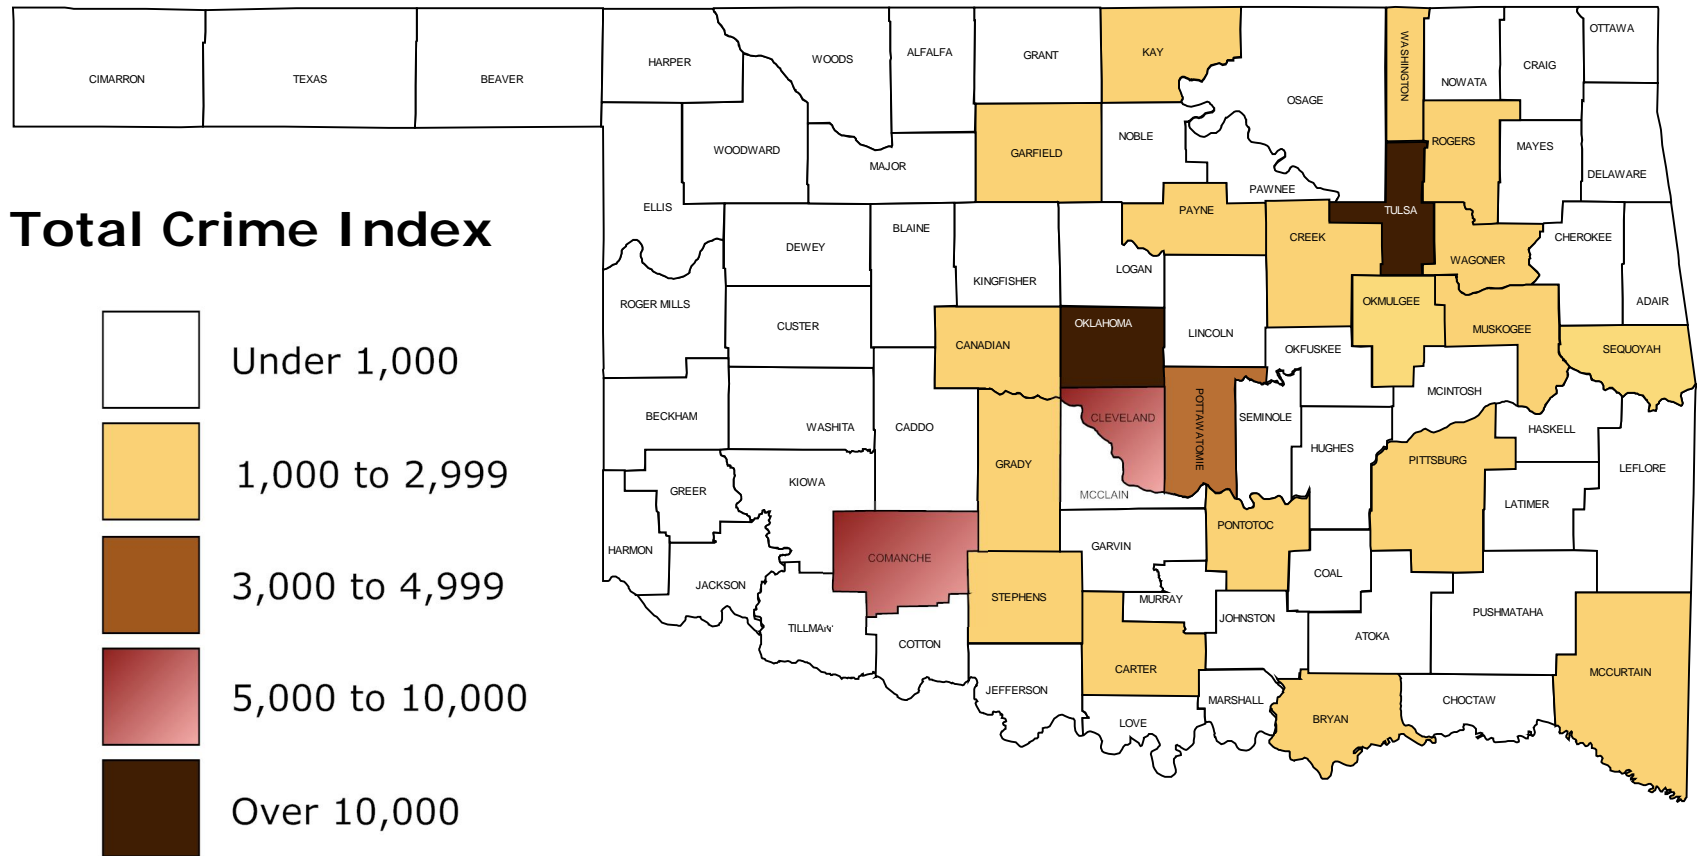 Total Crime Index
Under 1,000
1,000 to 2,999
3,000 to 4,999
5,000 to 10,000
Over 10,000
CIMARRON
TEXAS
BEAVER
HARPER
WOODS
ALFALFA
GRANT
KAY
OSAGE
WASHINGTON
NOWATA
CRAIG
OTTAWA
ELLIS
WOODWARD
MAJOR
GARFIELD
NOBLE
PAWNEE
ROGERS
MAYES
DELAWARE
DEWEY
BLAINE
KINGFISHER
LOGAN
PAYNE
CREEK
TULSA
WAGONER
CHEROKEE
ADAIR
ROGER MILLS
CUSTER
CANADIAN
OKLAHOMA
LINCOLN
OKFUSKEE
OKMULGEE
MUSKOGEE
SEQUOYAH
BECKHAM
WASHITA
CADDO
GRADY
CLEVELAND
MCCLAIN
POTTAWATOMIE
SEMINOLE
HUGHES
MCINTOSH
HASKELL
PITTSBURG
LATIMER
LEFLORE
GREER
KIOWA
HARMON
JACKSON
COMANCHE
TILLMAN
COTTON
STEPHENS
GARVIN
PONTOTOC
MURRAY
COAL
JOHNSTON
ATOKA
PUSHMATAHA
JEFFERSON
CARTER
LOVE
MARSHALL
BRYAN
CHOCTAW
MCCURTAIN